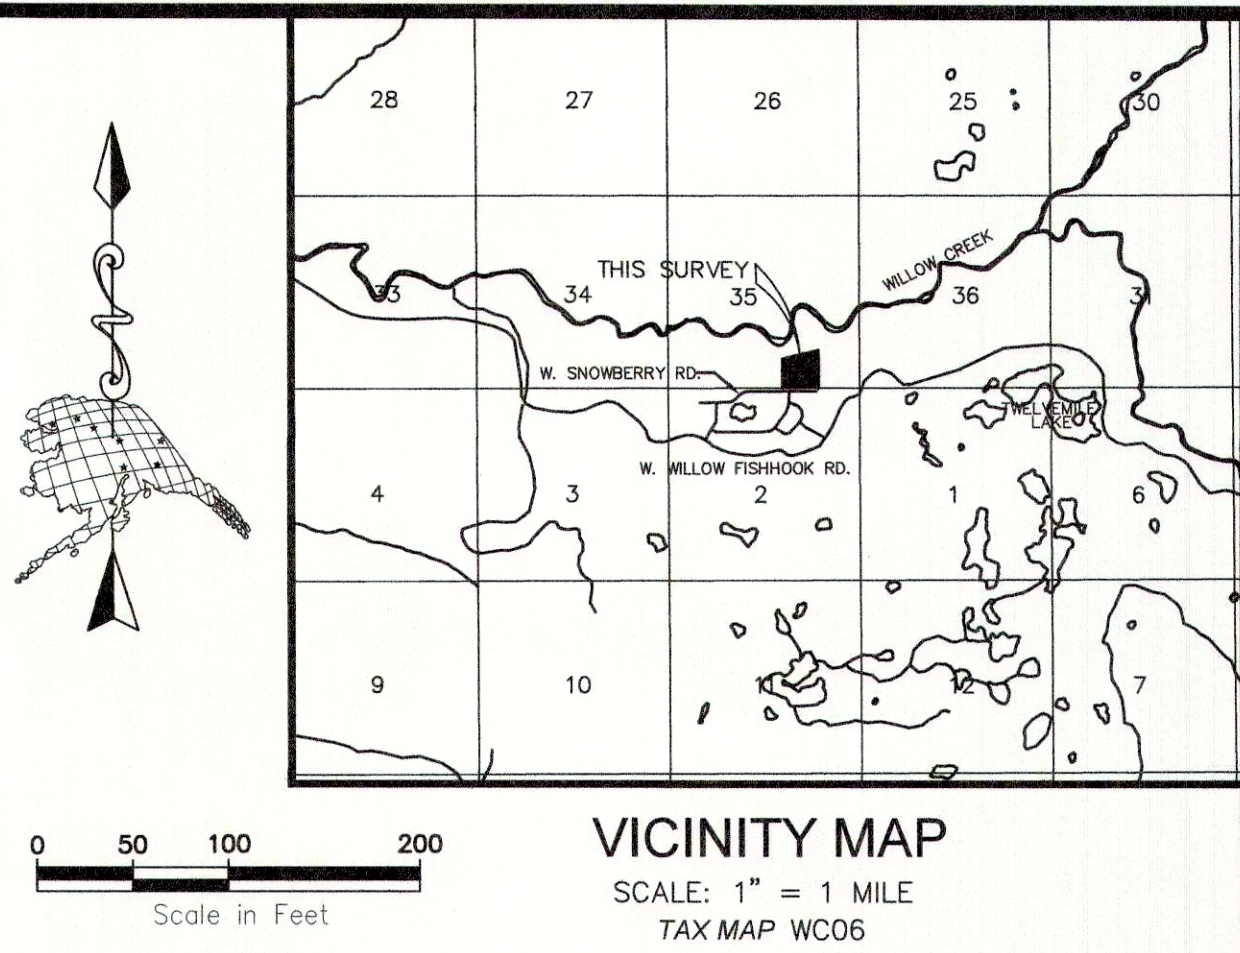 28 27 26 25 30
THIS SURVEY
WILLOW CREEK
33 34 35 36 31
W. SNOWBERRY RD.
TWELVEMILE
LAKE
W. WILLOW FISHHOOK RD.
4 3 2 1 6
9 10 11 12 7
0 50 100 200
Scale in Feet
VICINITY MAP
SCALE: 1" = 1 MILE
TAX MAP WC06